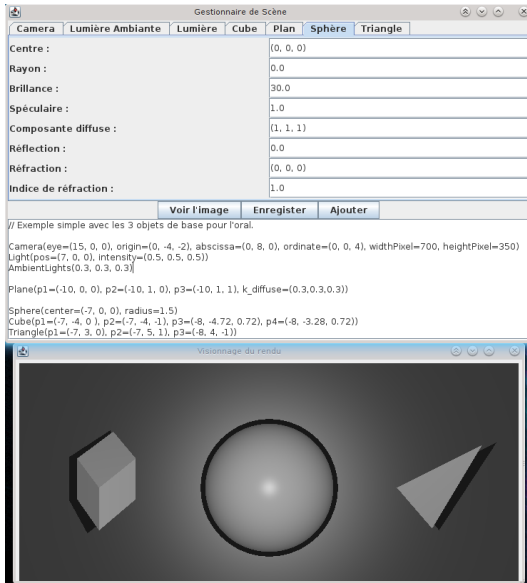 Gestionnaire de Scène
Camera Lumière Ambiante Lumière Cube Plan Sphère Triangle
Centre : (0, 0, 0)
Rayon : 0.0
Brillance : 30.0
Spéculaire : 1.0
Composante diffuse : (1, 1, 1)
Réflection : 0.0
Réfraction : (0, 0, 0)
Indice de réfraction : 1.0
Voir l'image Enregister Ajouter
// Exemple simple avec les 3 objets de base pour l'oral.
Camera(eye=(15, 0, 0), origin=(0, -4, -2), abscissa=(0, 8, 0), ordinate=(0, 0, 4), widthPixel=700, heightPixel=350)
Light(pos=(7, 0, 0), intensity=(0.5, 0.5, 0.5))
AmbientLights(0.3, 0.3, 0.3)
Plane(p1=(-10, 0, 0), p2=(-10, 1, 0), p3=(-10, 1, 1), k_diffuse=(0.3,0.3,0.3))
Sphere(center=(-7, 0, 0), radius=1.5)
Cube(p1=(-7, -4, 0 ), p2=(-7, -4, -1), p3=(-8, -4.72, 0.72), p4=(-8, -3.28, 0.72))
Triangle(p1=(-7, 3, 0), p2=(-7, 5, 1), p3=(-8, 4, -1))
Visionnage du rendu